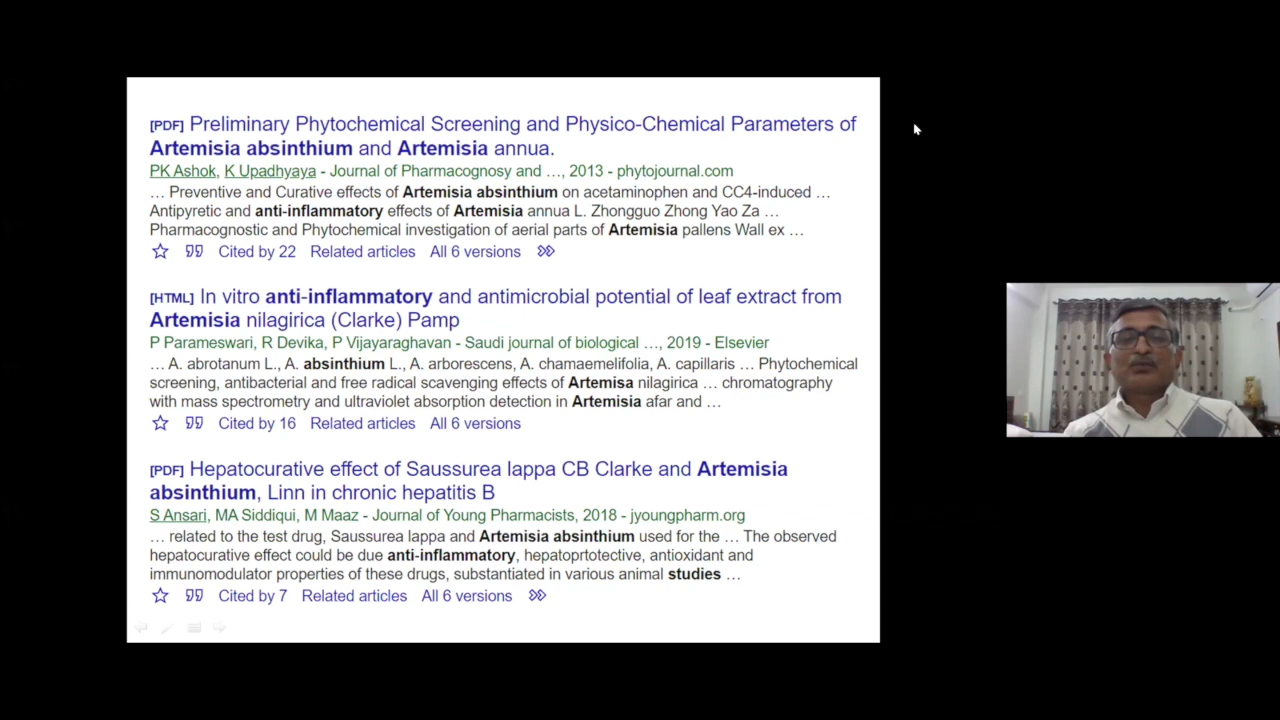 [PDF] Preliminary Phytochemical Screening and Physico-Chemical Parameters of
Artemisia absinthium and Artemisia annua.
PK Ashok, K Upadhyaya - Journal of Pharmacognosy and …, 2013 - phytojournal.com
… Preventive and Curative effects of Artemisia absinthium on acetaminophen and CC4-induced …
Antipyretic and anti-inflammatory effects of Artemisia annua L. Zhongguo Zhong Yao Za …
Pharmacognostic and Phytochemical investigation of aerial parts of Artemisia pallens Wall ex …
Cited by 22 Related articles All 6 versions
[HTML] In vitro anti-inflammatory and antimicrobial potential of leaf extract from
Artemisia nilagirica (Clarke) Pamp
P Parameswari, R Devika, P Vijayaraghavan - Saudi journal of biological …, 2019 - Elsevier
… A. abrotanum L., A. absinthium L., A. arborescens, A. chamaemelifolia, A. capillaris … Phytochemical
screening, antibacterial and free radical scavenging effects of Artemisa nilagirica … chromatography
with mass spectrometry and ultraviolet absorption detection in Artemisia afar and …
Cited by 16 Related articles All 6 versions
[PDF] Hepatocurative effect of Saussurea lappa CB Clarke and Artemisia
absinthium, Linn in chronic hepatitis B
S Ansari, MA Siddiqui, M Maaz - Journal of Young Pharmacists, 2018 - jyoungpharm.org
… related to the test drug, Saussurea lappa and Artemisia absinthium used for the … The observed
hepatocurative effect could be due anti-inflammatory, hepatoprtotective, antioxidant and
immunomodulator properties of these drugs, substantiated in various animal studies …
Cited by 7 Related articles All 6 versions